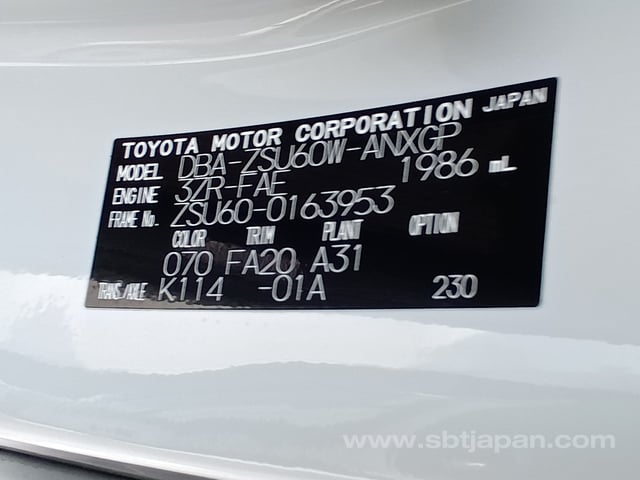 TOYOTA MOTOR CORPORATION JAPAN
MODEL DBA-ZSU60W-ANXGP
ENGINE 3ZR-FAE 1986 mL
FRAME No. ZSU60-0163953
COLOR TRIM PLANT OPTION
070 FA20 A31
TRANS/AXLE K114 -01A 230
www.sbtjapan.com